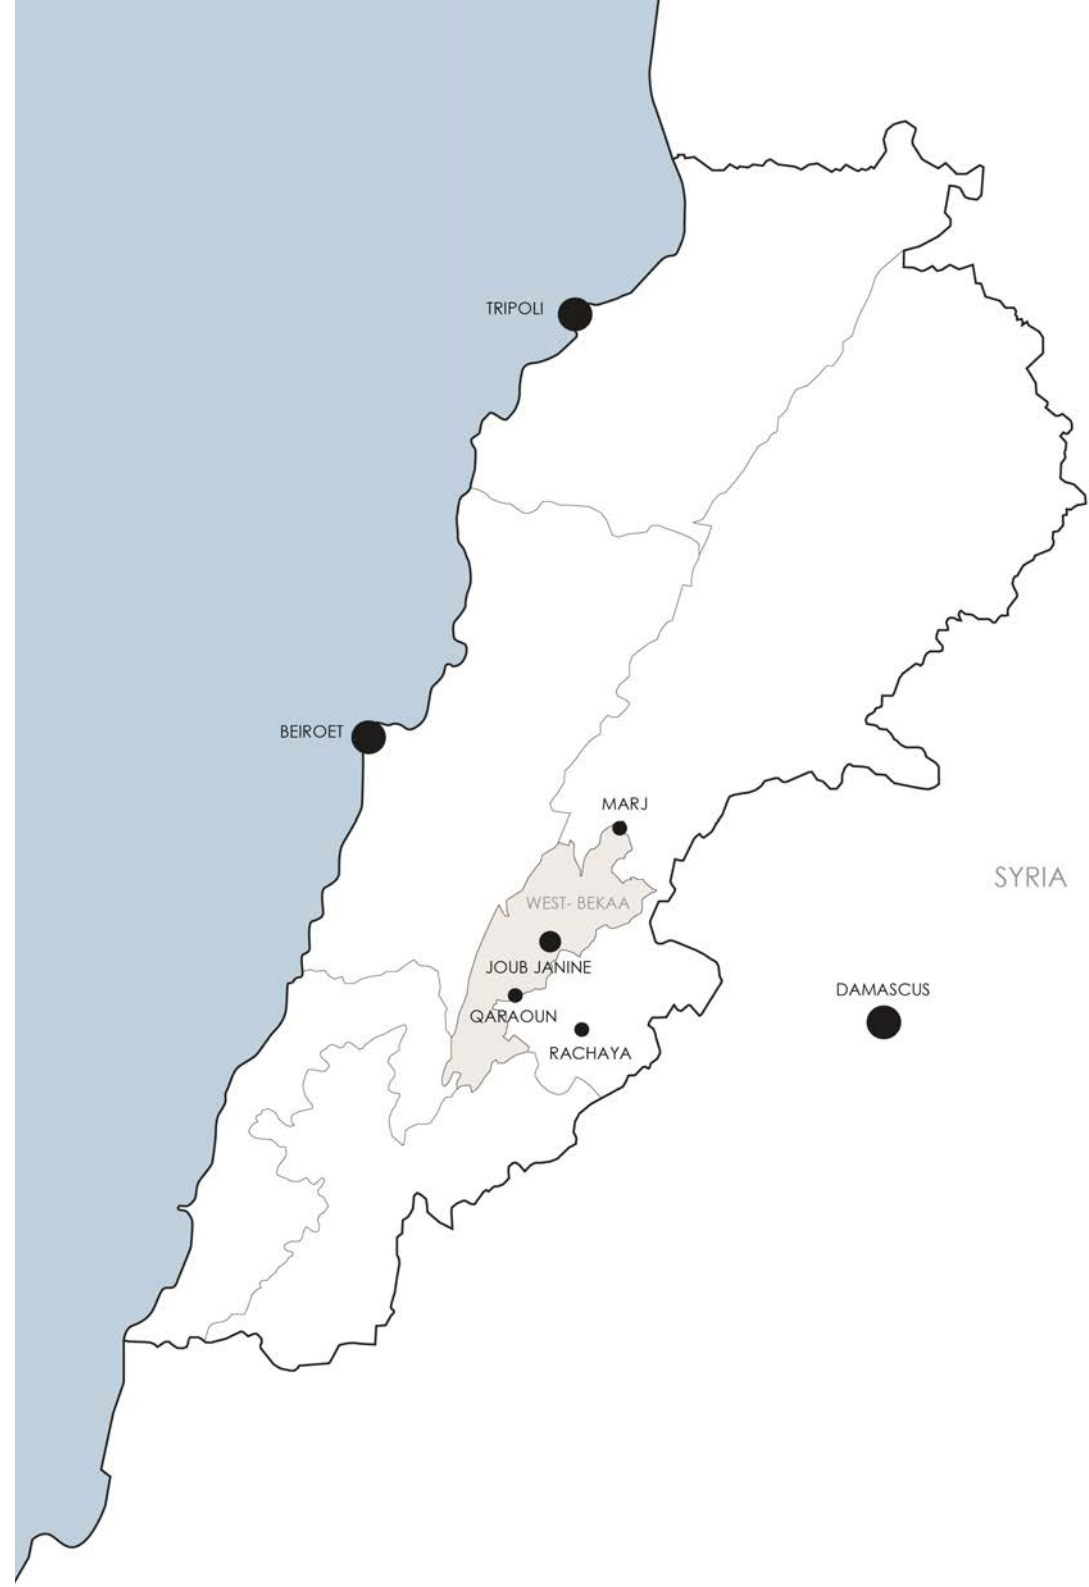 TRIPOLI
BEIROET
MARJ
SYRIA
WEST- BEKAA
JOUB JANINE
DAMASCUS
QARAOUN
RACHAYA